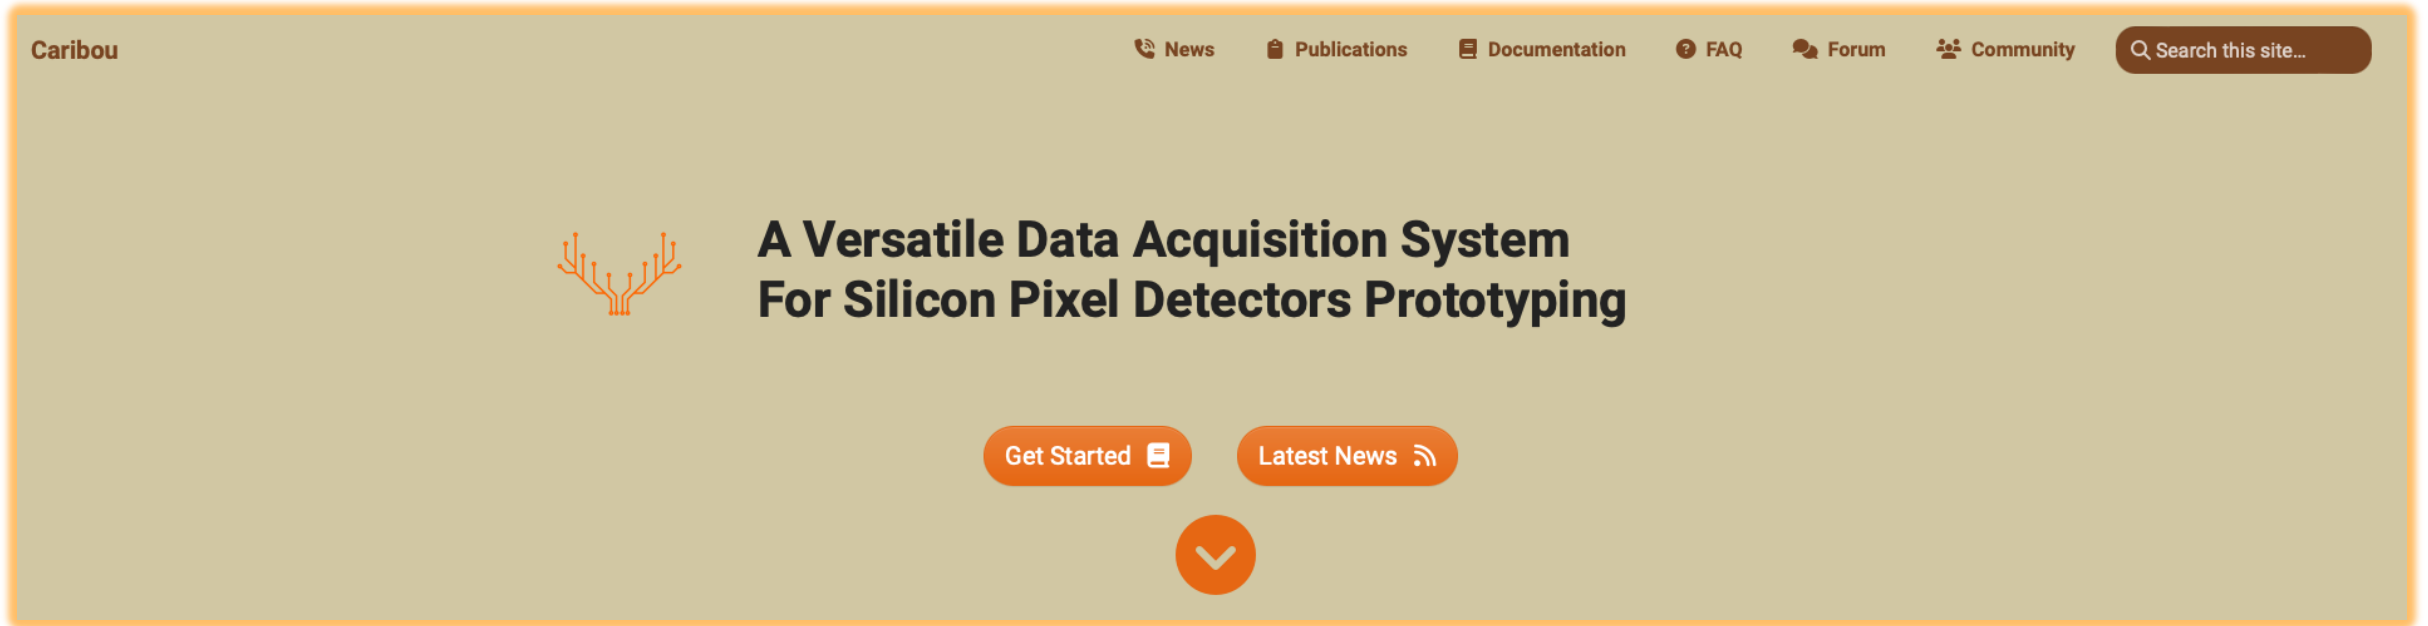 Caribou
News
Publications
Documentation
FAQ
Forum
Community
Search this site...
A Versatile Data Acquisition System
For Silicon Pixel Detectors Prototyping
Get Started
Latest News